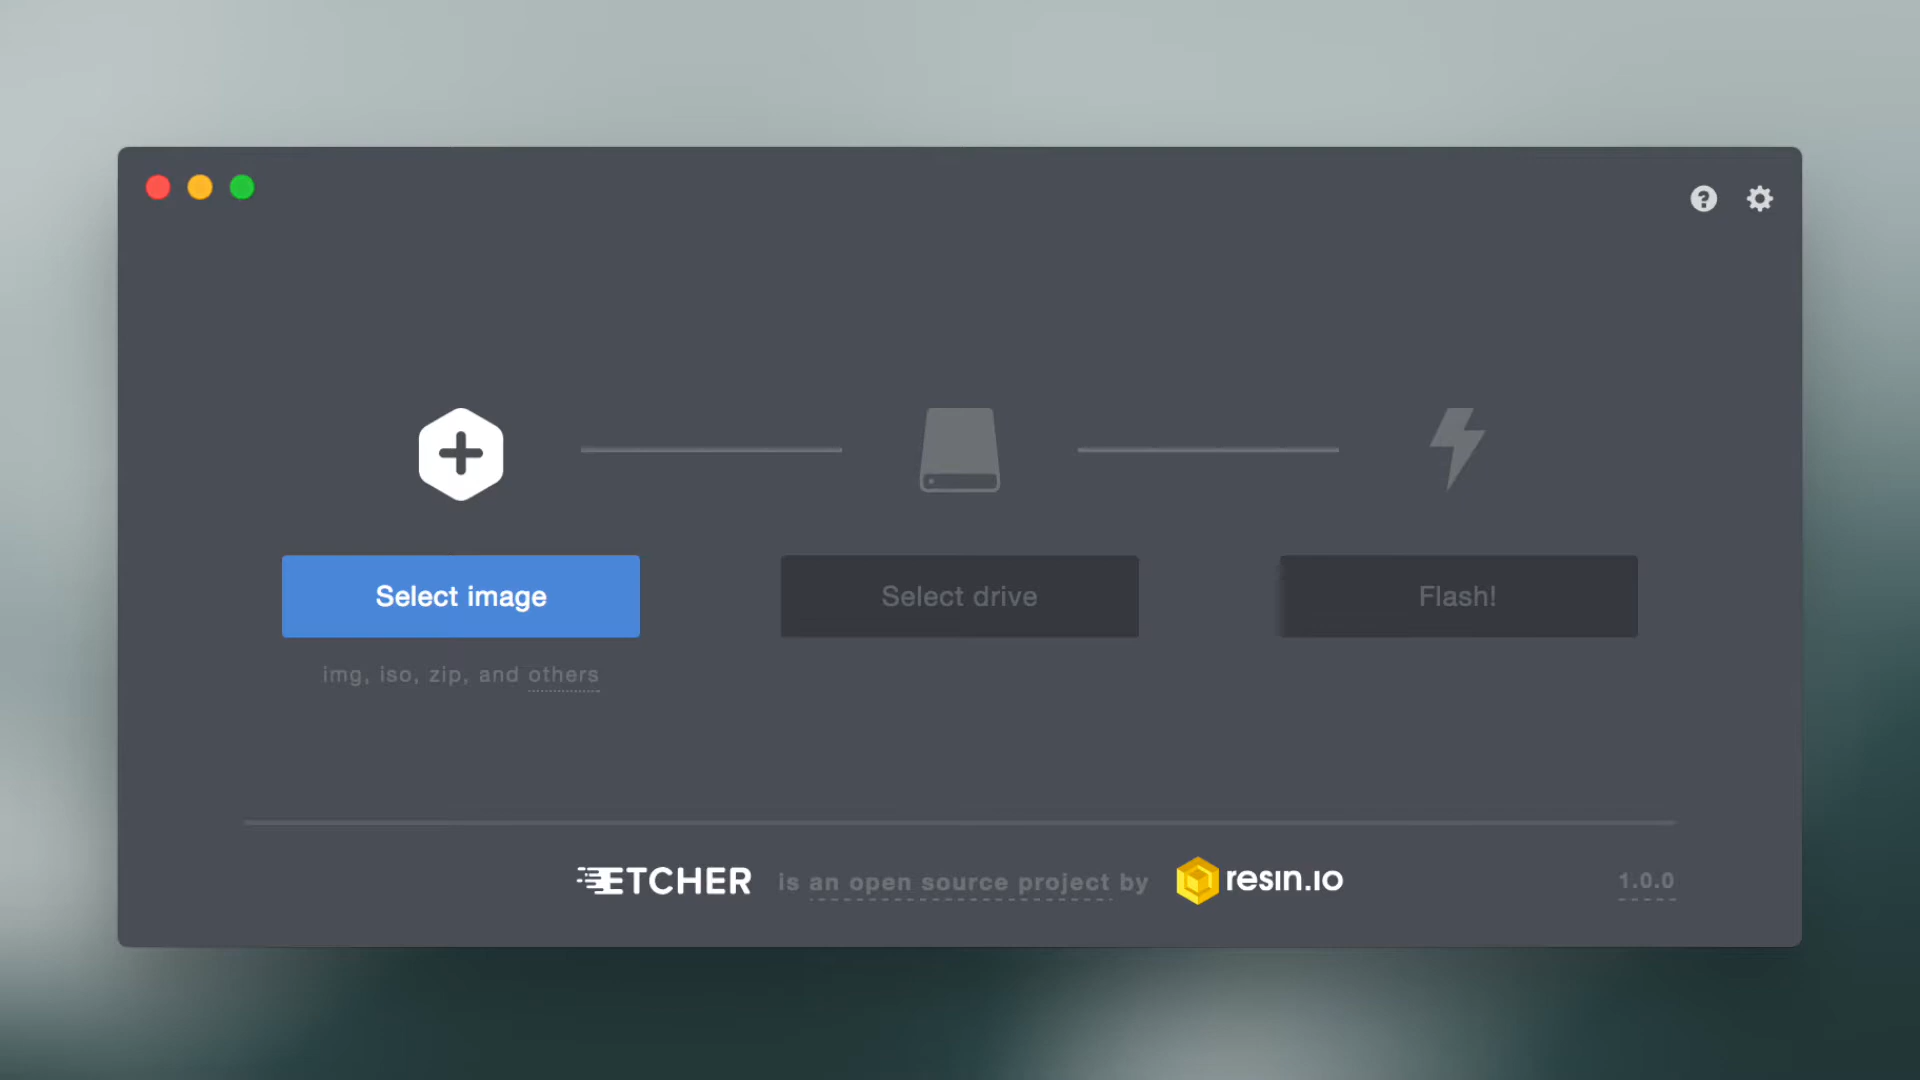 Select image
Select drive
Flash!
img, iso, zip, and others
ETCHER is an open source project by resin.io
1.0.0